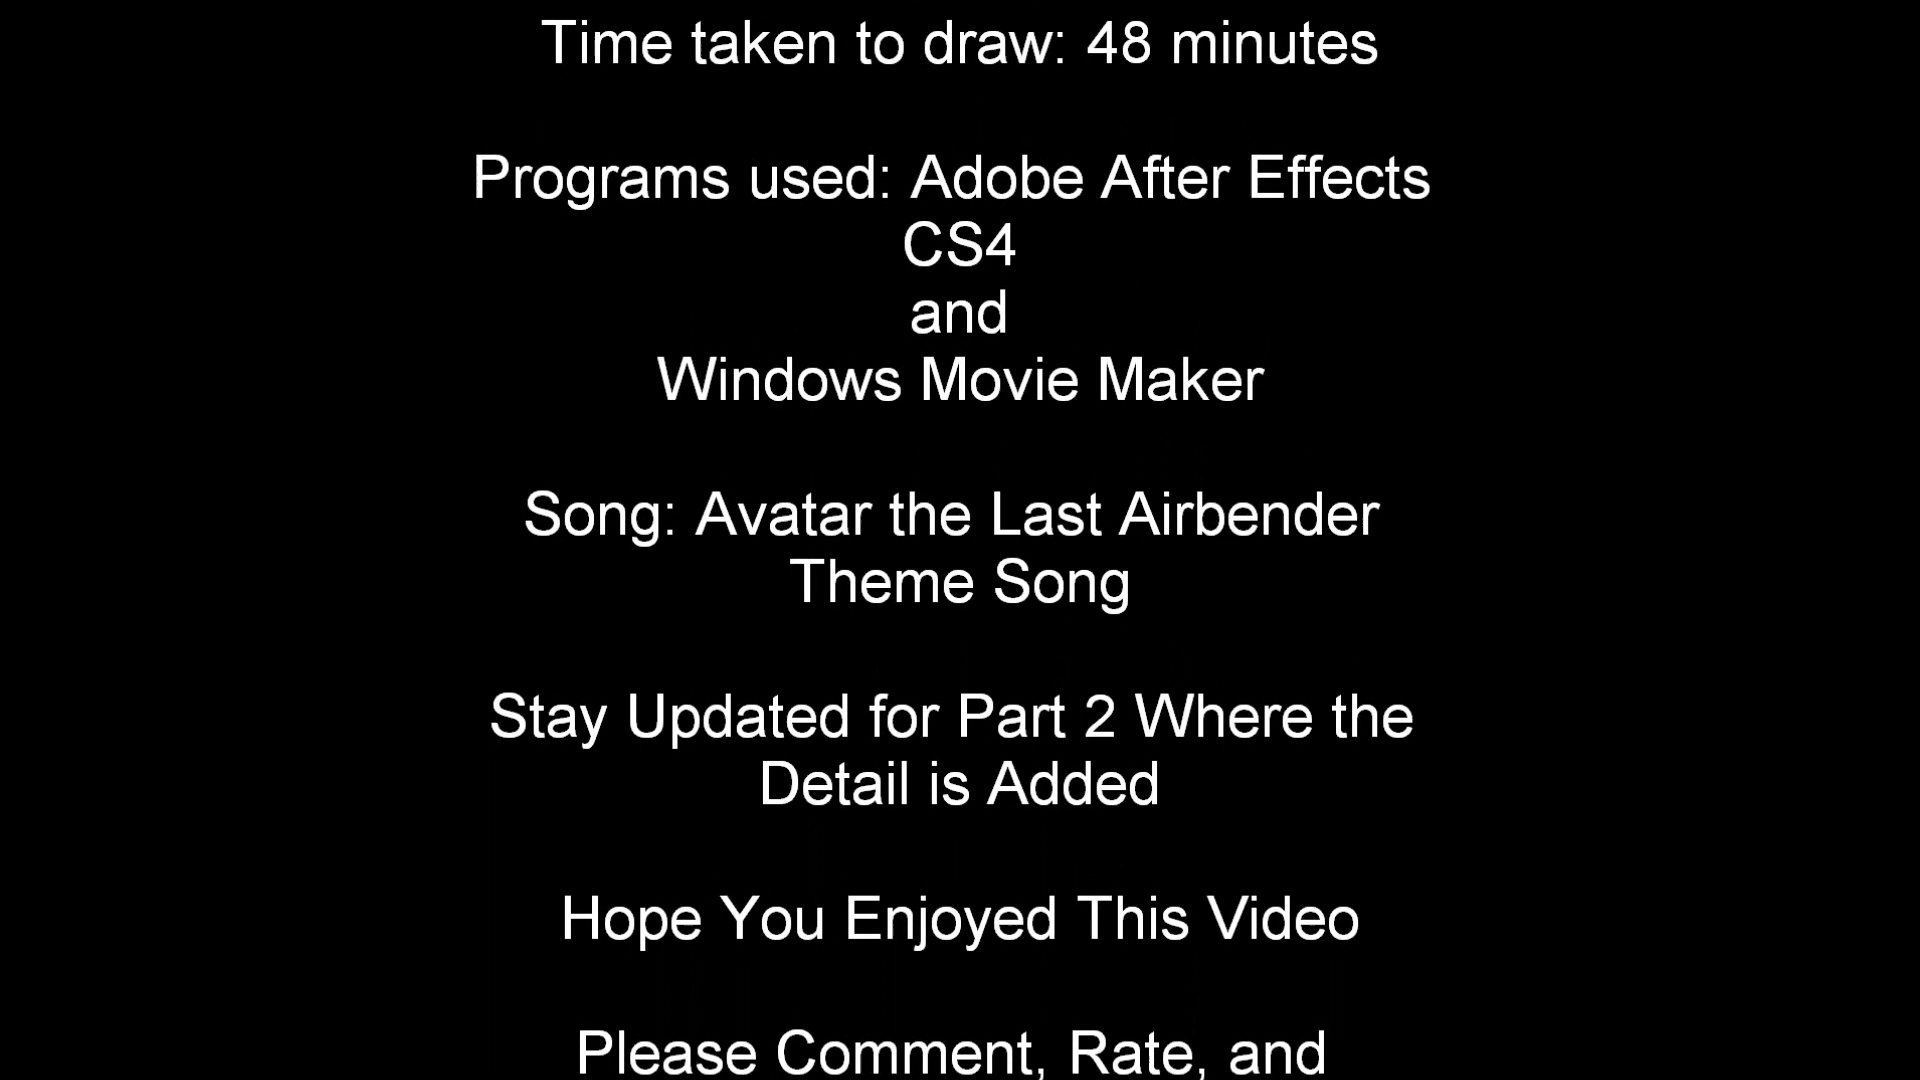 Time taken to draw: 48 minutes
Programs used: Adobe After Effects
CS4
and
Windows Movie Maker
Song: Avatar the Last Airbender
Theme Song
Stay Updated for Part 2 Where the
Detail is Added
Hope You Enjoyed This Video
Please Comment, Rate, and